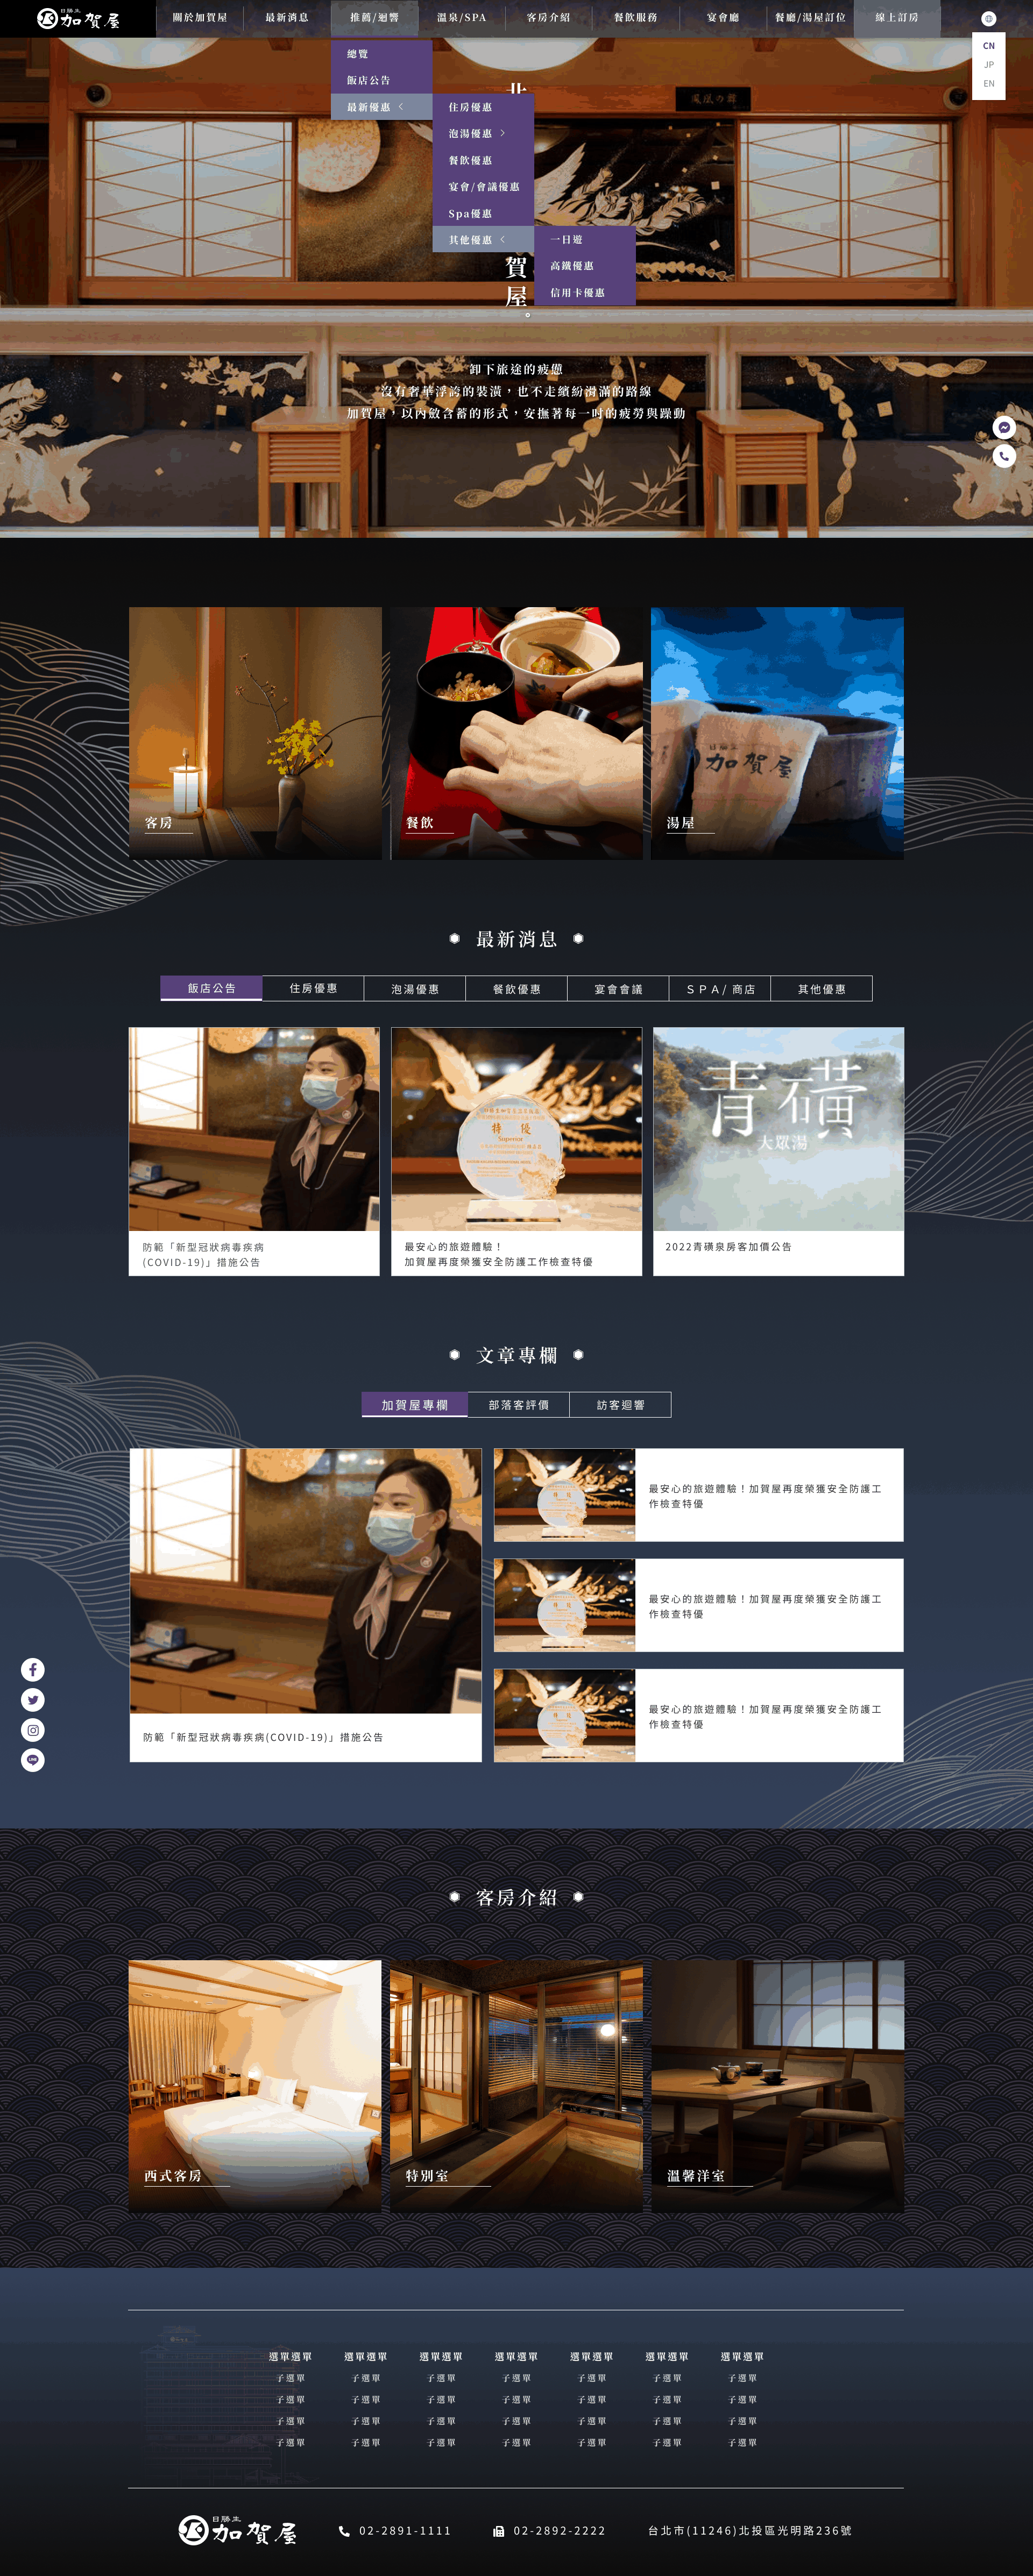 日勝生
加賀屋
關於加賀屋
最新消息
推薦/迴響
溫泉/SPA
客房介紹
餐飲服務
宴會廳
餐廳/湯屋訂位
線上訂房
CN
JP
EN
總覽
飯店公告
最新優惠
住房優惠
泡湯優惠
餐飲優惠
宴會/會議優惠
Spa優惠
其他優惠
一日遊
高鐵優惠
信用卡優惠
賀屋。
卸下旅途的疲憊
沒有奢華浮誇的裝潢，也不走繽紛滑滿的路線
加賀屋，以內斂含蓄的形式，安撫著每一吋的疲勞與躁動
客房
餐飲
加賀屋
湯屋
最新消息
飯店公告
住房優惠
泡湯優惠
餐飲優惠
宴會會議
ＳＰＡ/ 商店
其他優惠
特優
Superior
青磺
大眾湯
防範「新型冠狀病毒疾病
(COVID-19)」措施公告
最安心的旅遊體驗！
加賀屋再度榮獲安全防護工作檢查特優
2022青磺泉房客加價公告
文章專欄
加賀屋專欄
部落客評價
訪客迴響
防範「新型冠狀病毒疾病(COVID-19)」措施公告
最安心的旅遊體驗！加賀屋再度榮獲安全防護工
作檢查特優
最安心的旅遊體驗！加賀屋再度榮獲安全防護工
作檢查特優
最安心的旅遊體驗！加賀屋再度榮獲安全防護工
作檢查特優
LINE
客房介紹
西式客房
特別室
溫馨洋室
選單選單 選單選單 選單選單 選單選單 選單選單 選單選單 選單選單
子選單 子選單 子選單 子選單 子選單 子選單 子選單
子選單 子選單 子選單 子選單 子選單 子選單 子選單
子選單 子選單 子選單 子選單 子選單 子選單 子選單
子選單 子選單 子選單 子選單 子選單 子選單 子選單
日勝生
加賀屋
02-2891-1111
02-2892-2222
台北市(11246)北投區光明路236號